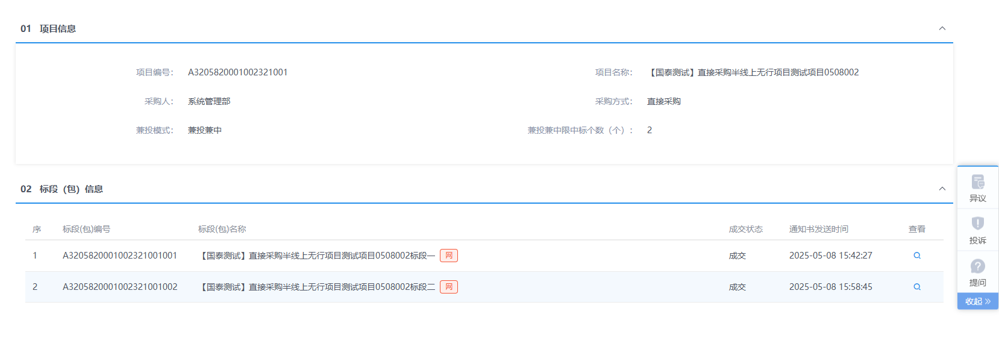 01 项目信息
项目编号： A3205820001002321001 项目名称： 【国泰测试】直接采购半线上无行项目测试项目0508002
采购人： 系统管理部 采购方式： 直接采购
兼投模式： 兼投兼中 兼投兼中限中标个数（个）： 2
02 标段（包）信息
序 标段(包)编号 标段(包)名称 成交状态 通知书发送时间 查看
1 A3205820001002321001001 【国泰测试】直接采购半线上无行项目测试项目0508002标段一 网 成交 2025-05-08 15:42:27
2 A3205820001002321001002 【国泰测试】直接采购半线上无行项目测试项目0508002标段二 网 成交 2025-05-08 15:58:45
异议
投诉
提问
收起